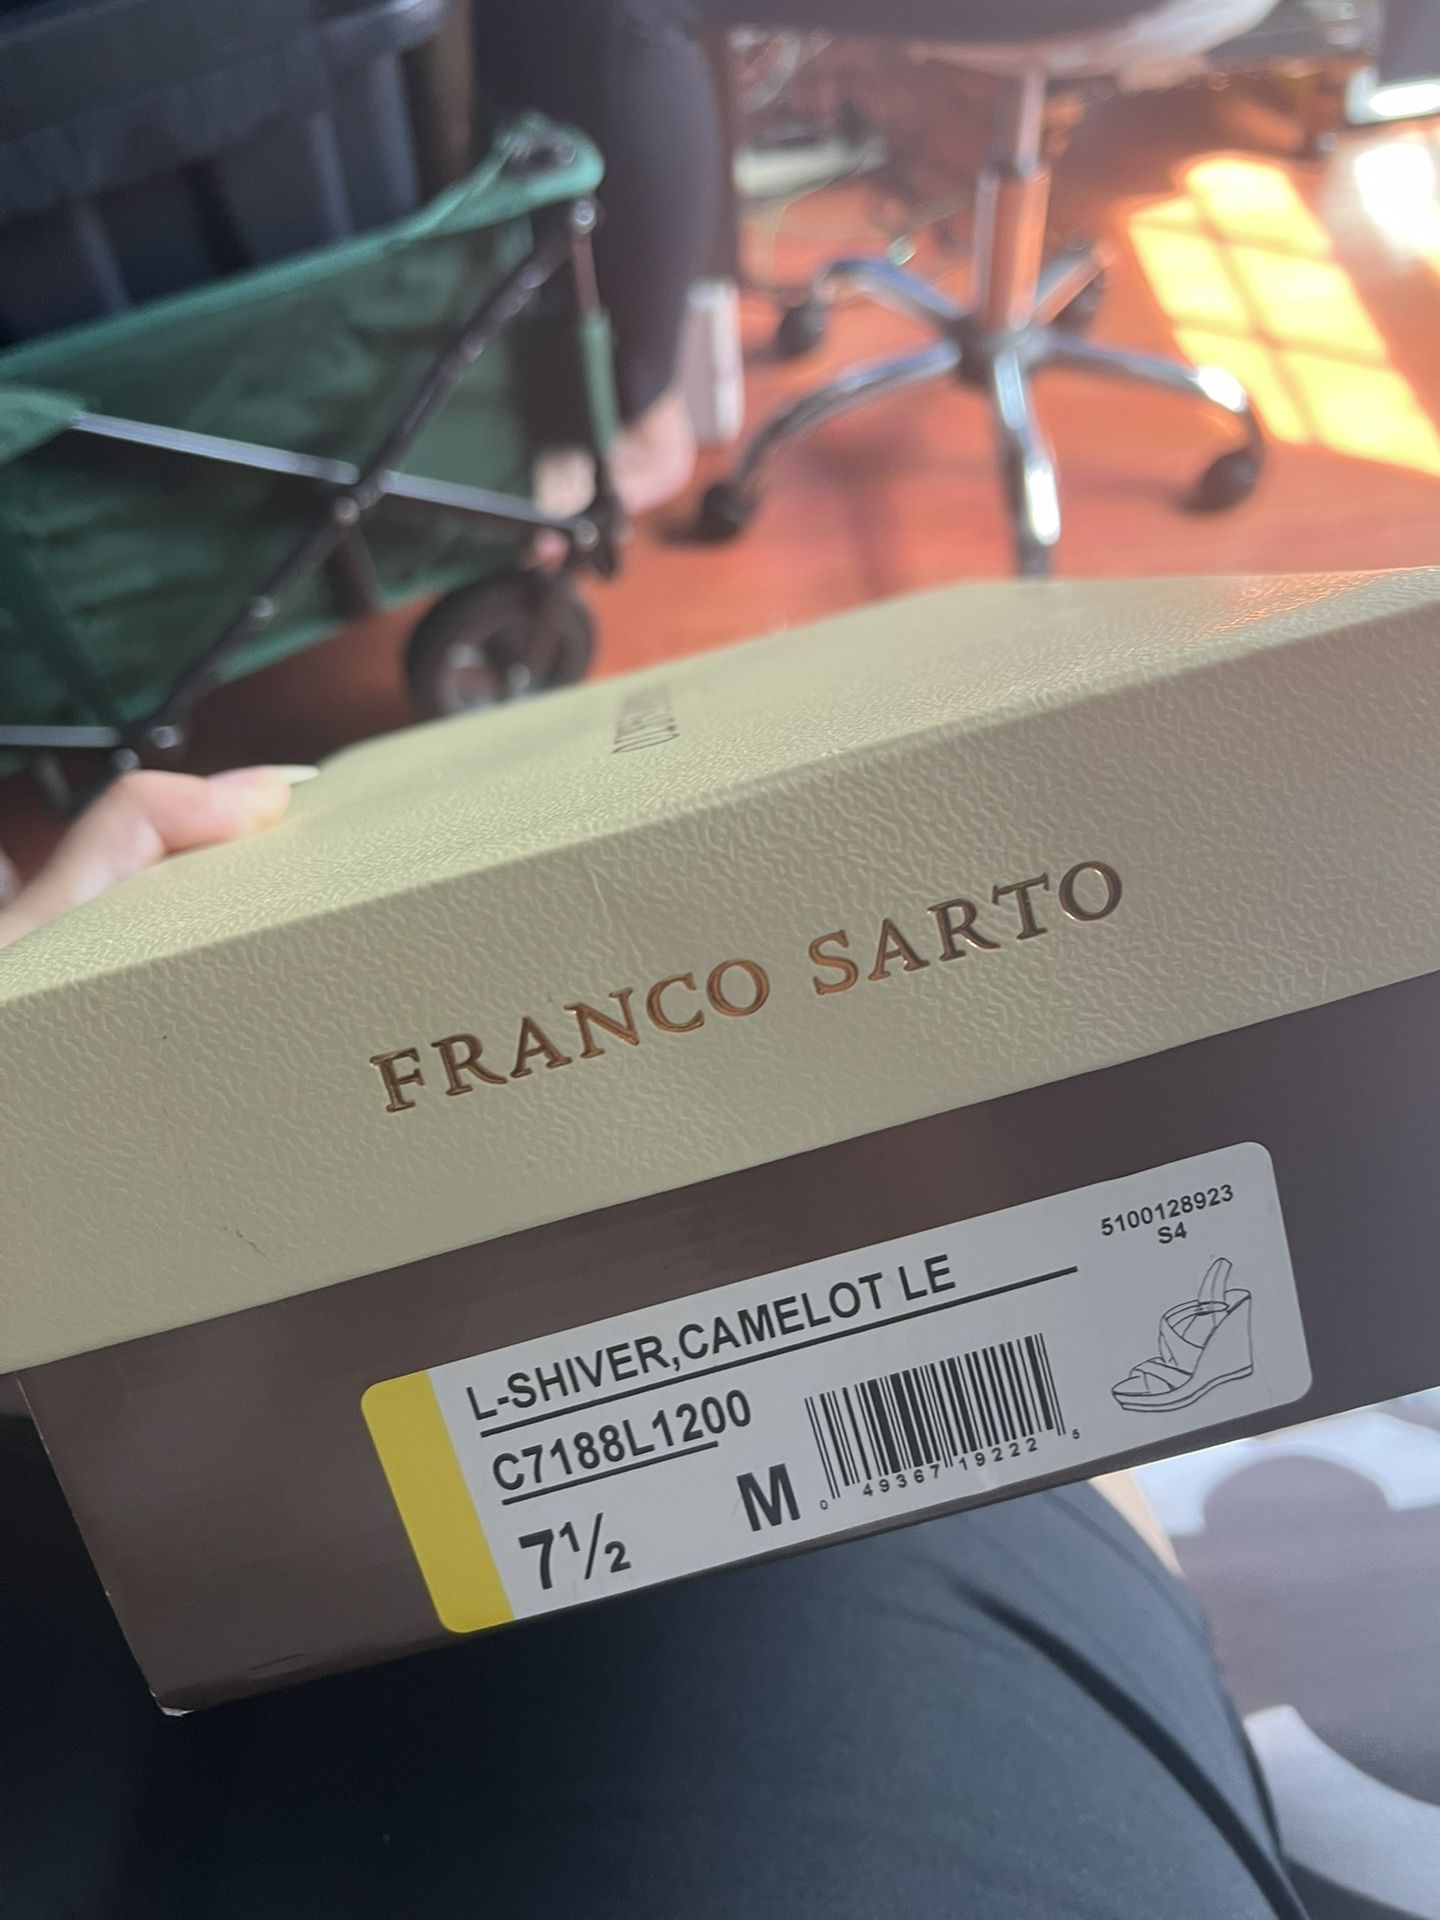 FRANCO SARTO
5100128923
S4
L-SHIVER,CAMELOT LE
C7188L1200
7½ M
0 49367 19222 5